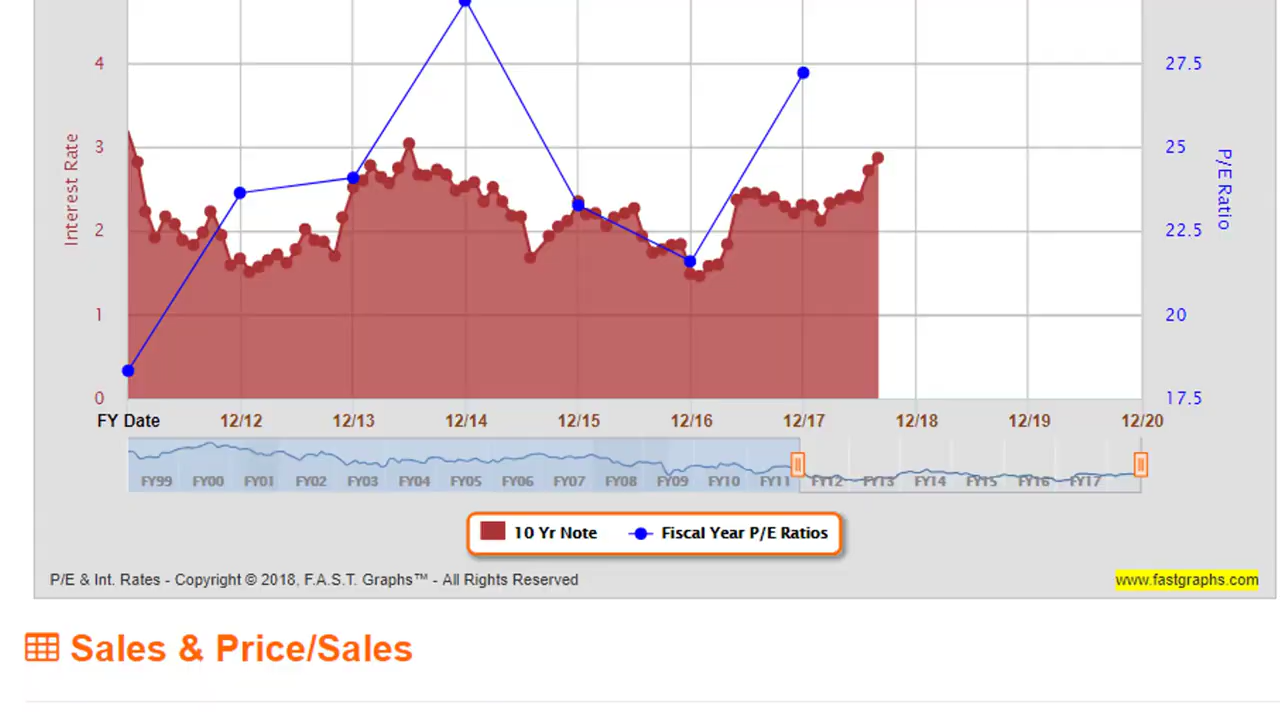 4
27.5
3
25
Interest Rate
P/E Ratio
2
22.5
1
20
0
17.5
FY Date 12/12 12/13 12/14 12/15 12/16 12/17 12/18 12/19 12/20
FY99 FY00 FY01 FY02 FY03 FY04 FY05 FY06 FY07 FY08 FY09 FY10 FY11 FY12 FY13 FY14 FY15 FY16 FY17
10 Yr Note Fiscal Year P/E Ratios
P/E & Int. Rates - Copyright © 2018, F.A.S.T. Graphs™ - All Rights Reserved
www.fastgraphs.com
Sales & Price/Sales